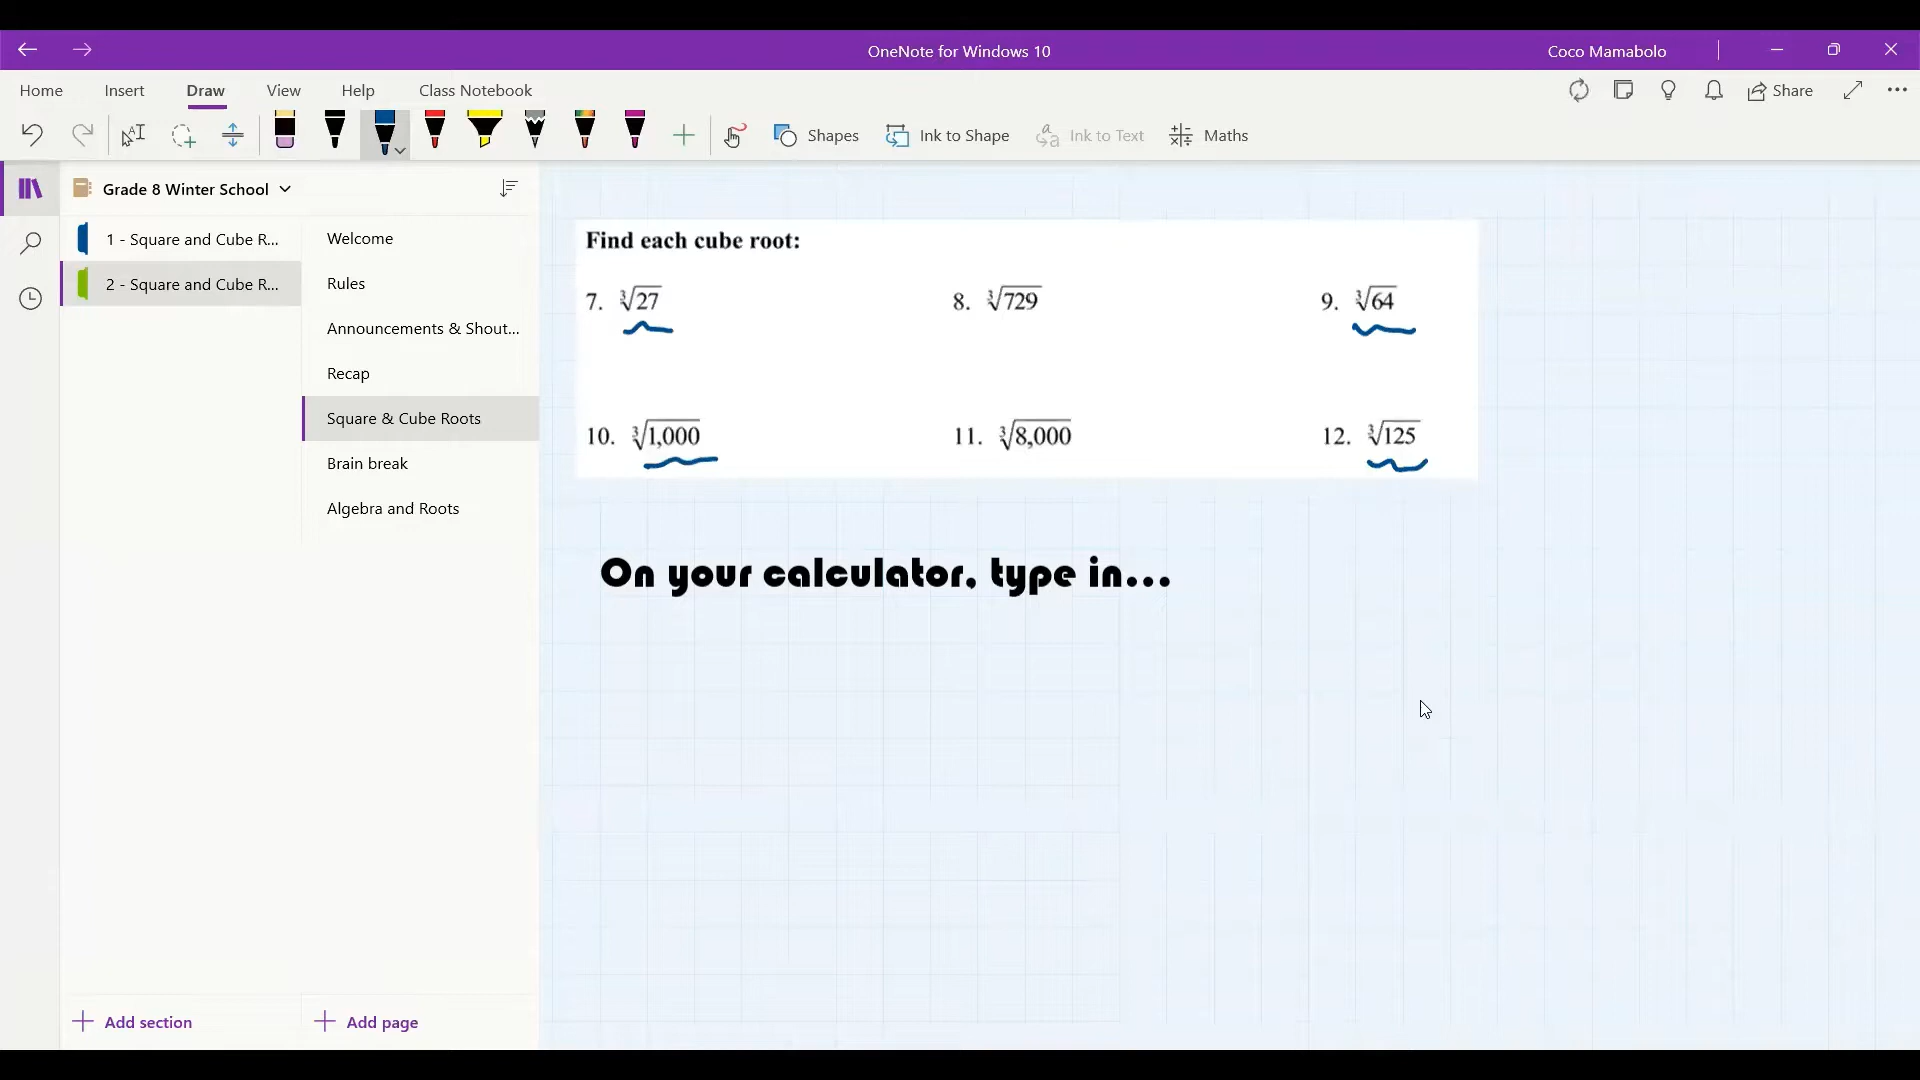 OneNote for Windows 10
Coco Mamabolo
Home Insert Draw View Help Class Notebook
Share
Shapes Ink to Shape Ink to Text Maths
Grade 8 Winter School
1 - Square and Cube R...
2 - Square and Cube R...
Welcome
Rules
Announcements & Shout...
Recap
Square & Cube Roots
Brain break
Algebra and Roots
Add section
Add page
Find each cube root:
7. ∛27 8. ∛729 9. ∛64
10. ∛1,000 11. ∛8,000 12. ∛125
On your calculator, type in...